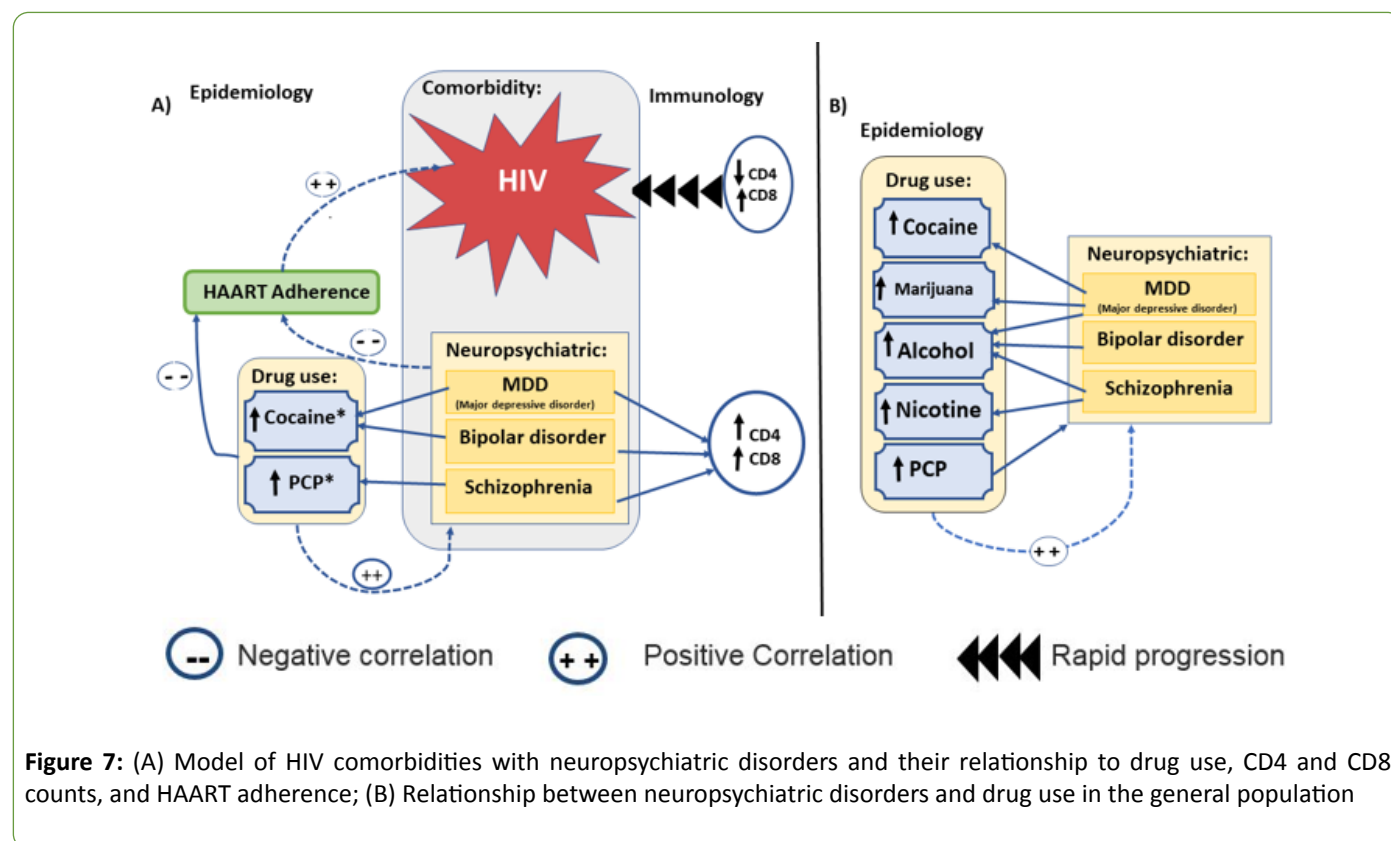 A)
Epidemiology
Comorbidity:
Immunology
HIV
↓ CD4
↑ CD8
++
HAART Adherence
--
--
Drug use:
↑ Cocaine*
↑ PCP*
Neuropsychiatric:
MDD
(Major depressive disorder)
Bipolar disorder
Schizophrenia
↑ CD4
↑ CD8
++
B)
Epidemiology
Drug use:
↑ Cocaine
↑ Marijuana
↑ Alcohol
↑ Nicotine
↑ PCP
Neuropsychiatric:
MDD
(Major depressive disorder)
Bipolar disorder
Schizophrenia
++
-- Negative correlation
++ Positive Correlation
Rapid progression
Figure 7: (A) Model of HIV comorbidities with neuropsychiatric disorders and their relationship to drug use, CD4 and CD8
counts, and HAART adherence; (B) Relationship between neuropsychiatric disorders and drug use in the general population